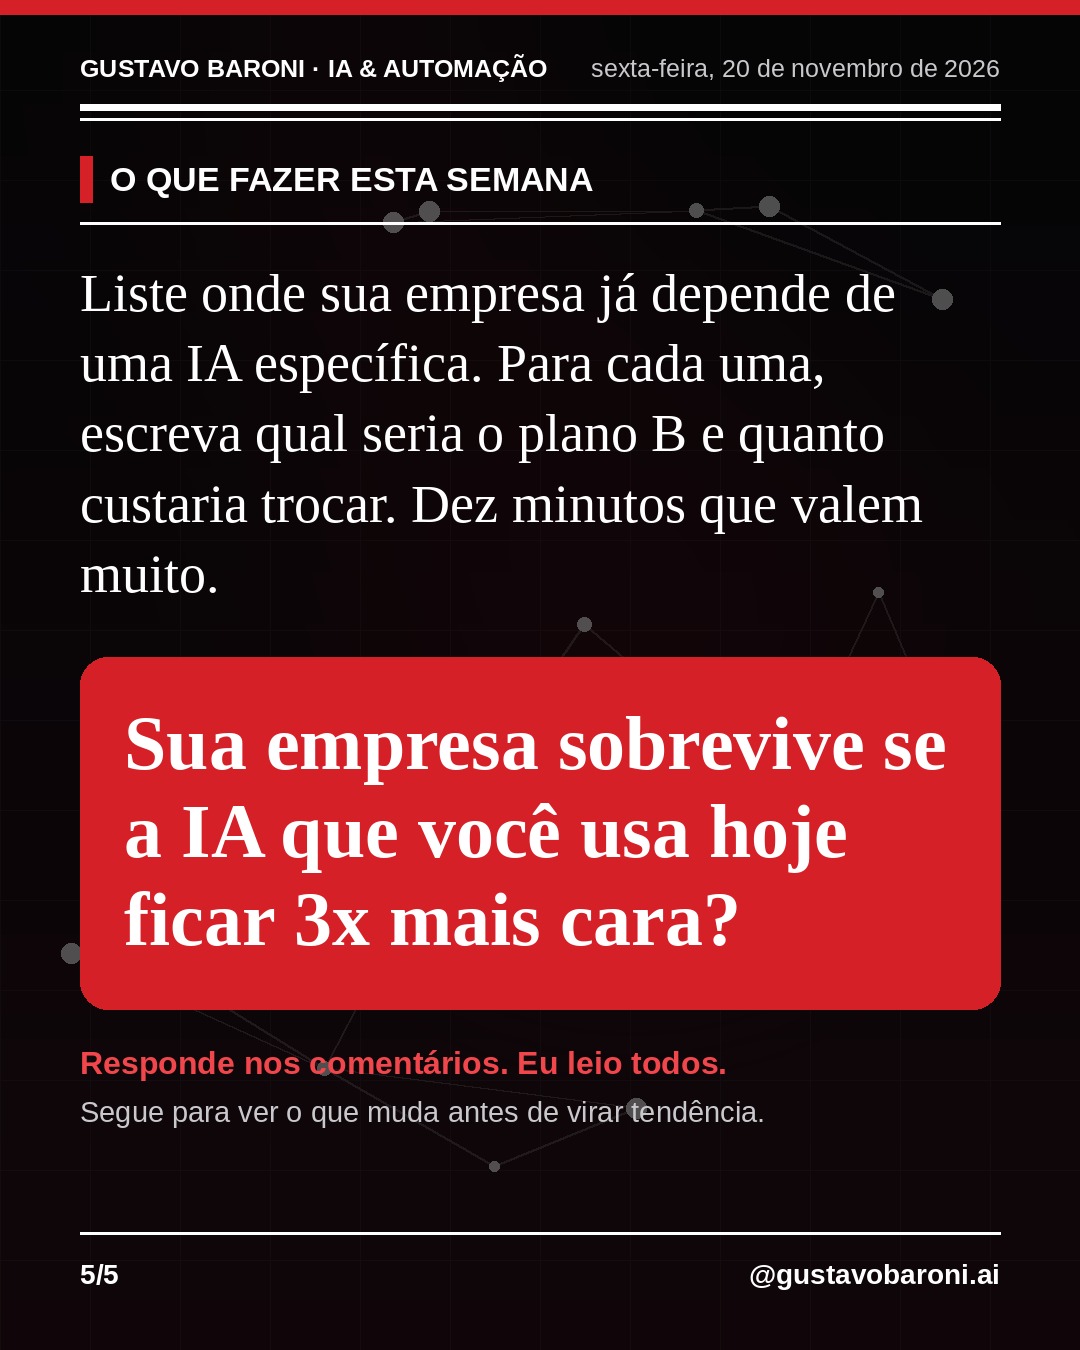 GUSTAVO BARONI · IA & AUTOMAÇÃO sexta-feira, 20 de novembro de 2026
O QUE FAZER ESTA SEMANA
Liste onde sua empresa já depende de
uma IA específica. Para cada uma,
escreva qual seria o plano B e quanto
custaria trocar. Dez minutos que valem
muito.
Sua empresa sobrevive se
a IA que você usa hoje
ficar 3x mais cara?
Responde nos comentários. Eu leio todos.
Segue para ver o que muda antes de virar tendência.
5/5 @gustavobaroni.ai